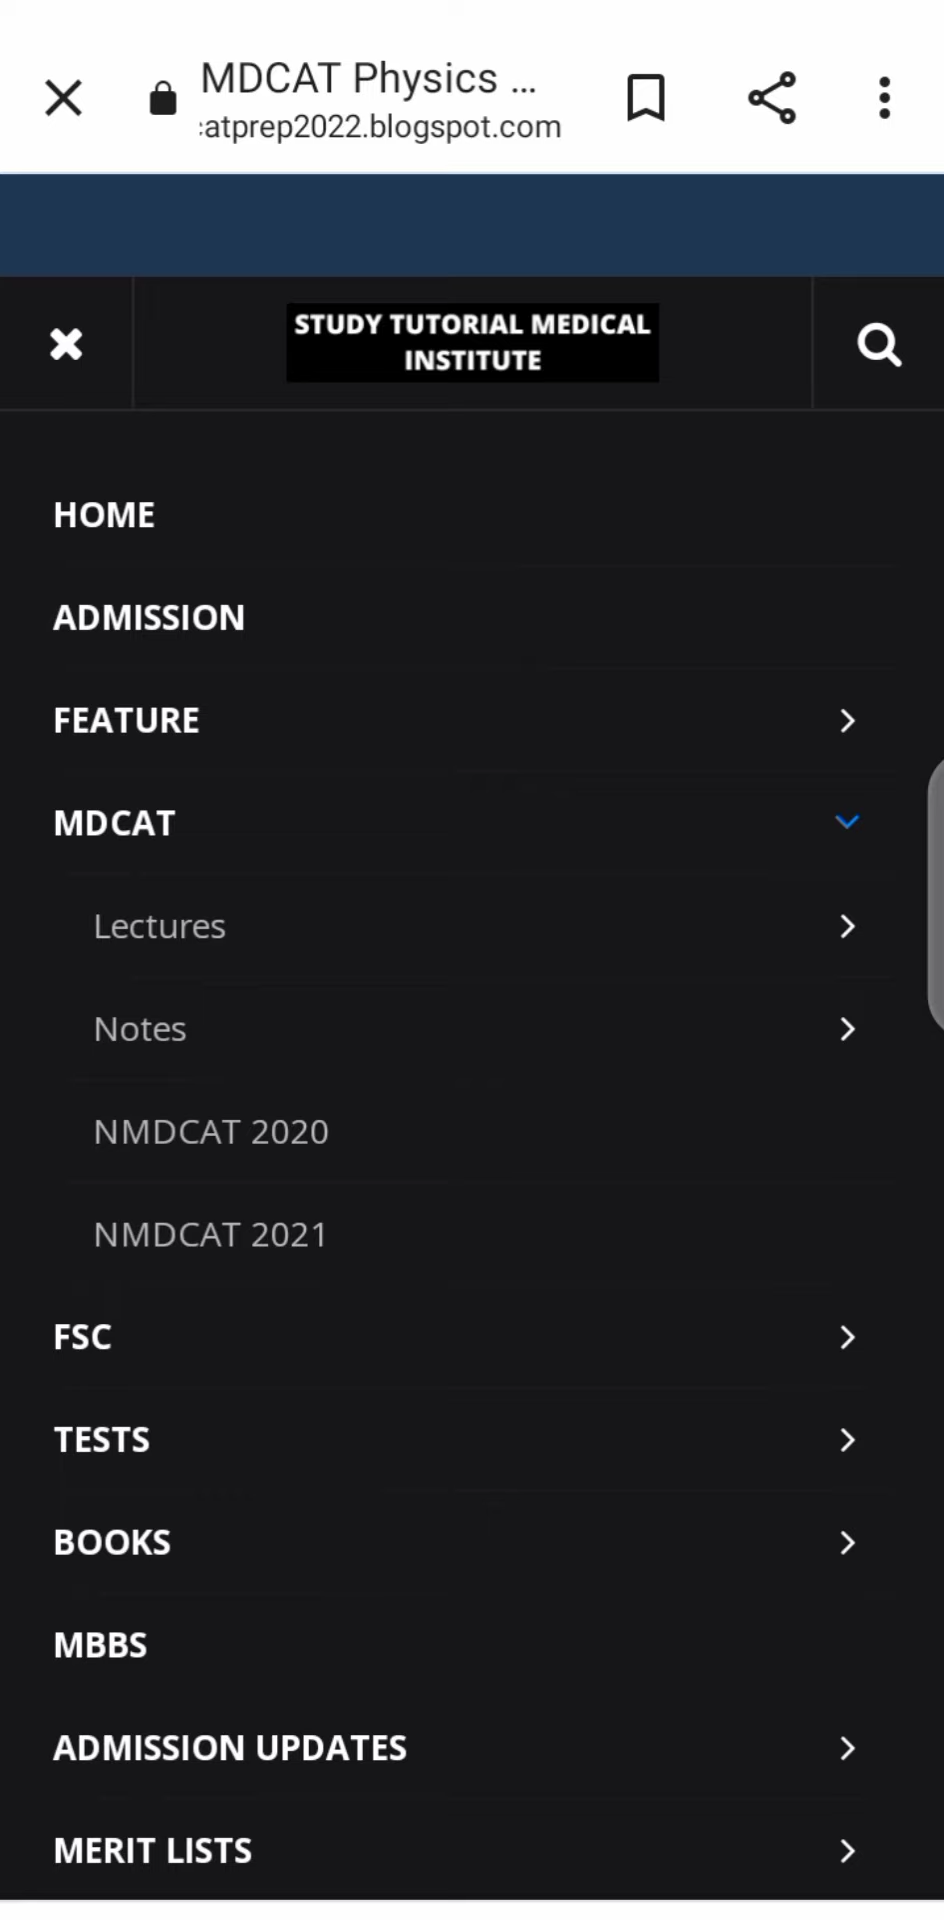 MDCAT Physics ...
catprep2022.blogspot.com
STUDY TUTORIAL MEDICAL
INSTITUTE
HOME
ADMISSION
FEATURE
MDCAT
Lectures
Notes
NMDCAT 2020
NMDCAT 2021
FSC
TESTS
BOOKS
MBBS
ADMISSION UPDATES
MERIT LISTS